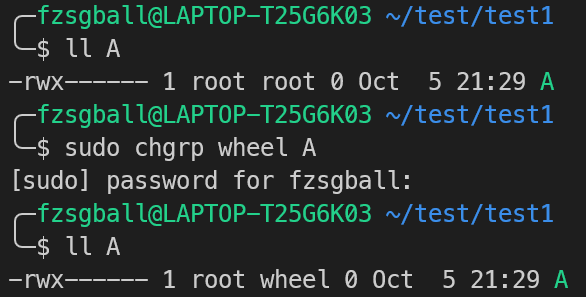 fzsgball@LAPTOP-T25G6K03 ~/test/test1
$ ll A
-rwx------ 1 root root 0 Oct  5 21:29 A
fzsgball@LAPTOP-T25G6K03 ~/test/test1
$ sudo chgrp wheel A
[sudo] password for fzsgball:
fzsgball@LAPTOP-T25G6K03 ~/test/test1
$ ll A
-rwx------ 1 root wheel 0 Oct  5 21:29 A